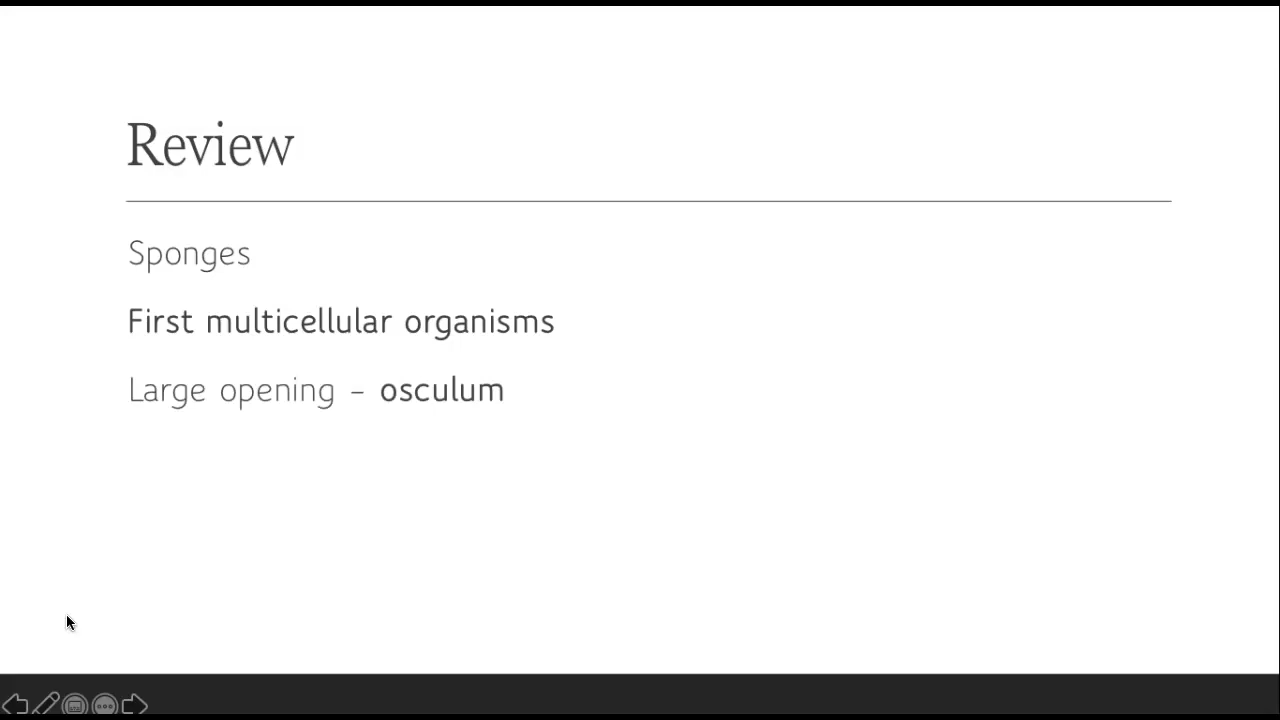 Review
Sponges
First multicellular organisms
Large opening – osculum